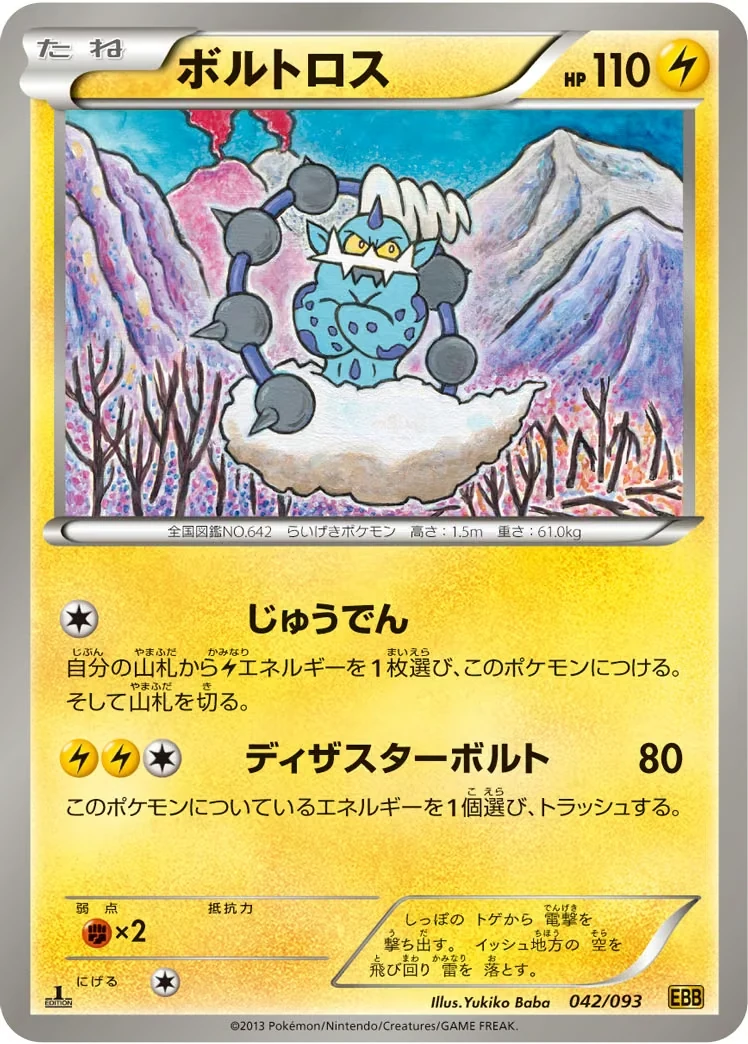 たね ボルトロス HP 110
全国図鑑NO.642 らいげきポケモン 高さ:1.5m 重さ:61.0kg
じゅうでん
自分の山札から エネルギーを1枚選び、このポケモンにつける。
そして山札を切る。
ディザスターボルト 80
このポケモンについているエネルギーを1個選び、トラッシュする。
弱点 抵抗力
×2
にげる
しっぽの トゲから 電撃を
撃ち出す。 イッシュ地方の 空を
飛び回り 雷を 落とす。
1 EDITION
Illus.Yukiko Baba 042/093 EBB
©2013 Pokémon/Nintendo/Creatures/GAME FREAK.